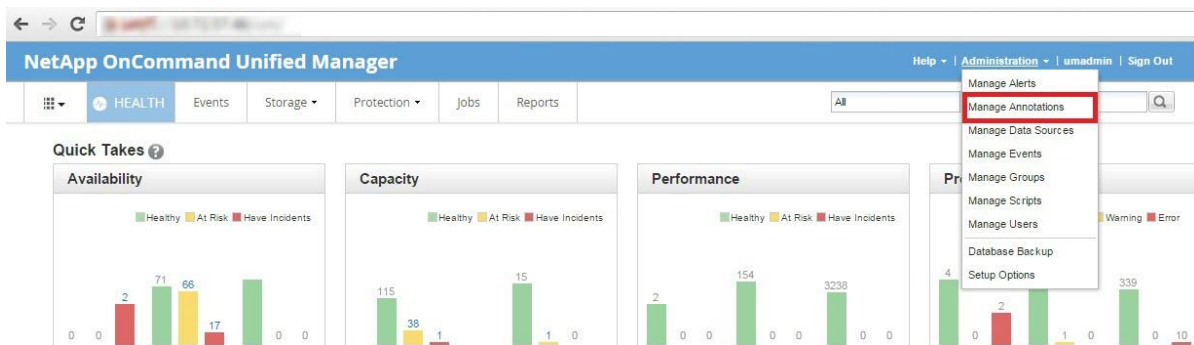 NetApp OnCommand Unified Manager
Help | Administration | umadmin | Sign Out
HEALTH Events Storage Protection Jobs Reports
All
Manage Alerts
Manage Annotations
Manage Data Sources
Manage Events
Manage Groups
Manage Scripts
Manage Users
Database Backup
Setup Options
Quick Takes ?
Availability
Healthy At Risk Have Incidents
0 0 2 71 66 17 0 0
Capacity
Healthy At Risk Have Incidents
115 38 1 15 1 0
Performance
Healthy At Risk Have Incidents
2 0 0 154 0 0 3238 0 0
Pr
Warning Error
4 0 2 1 0 339 0 10